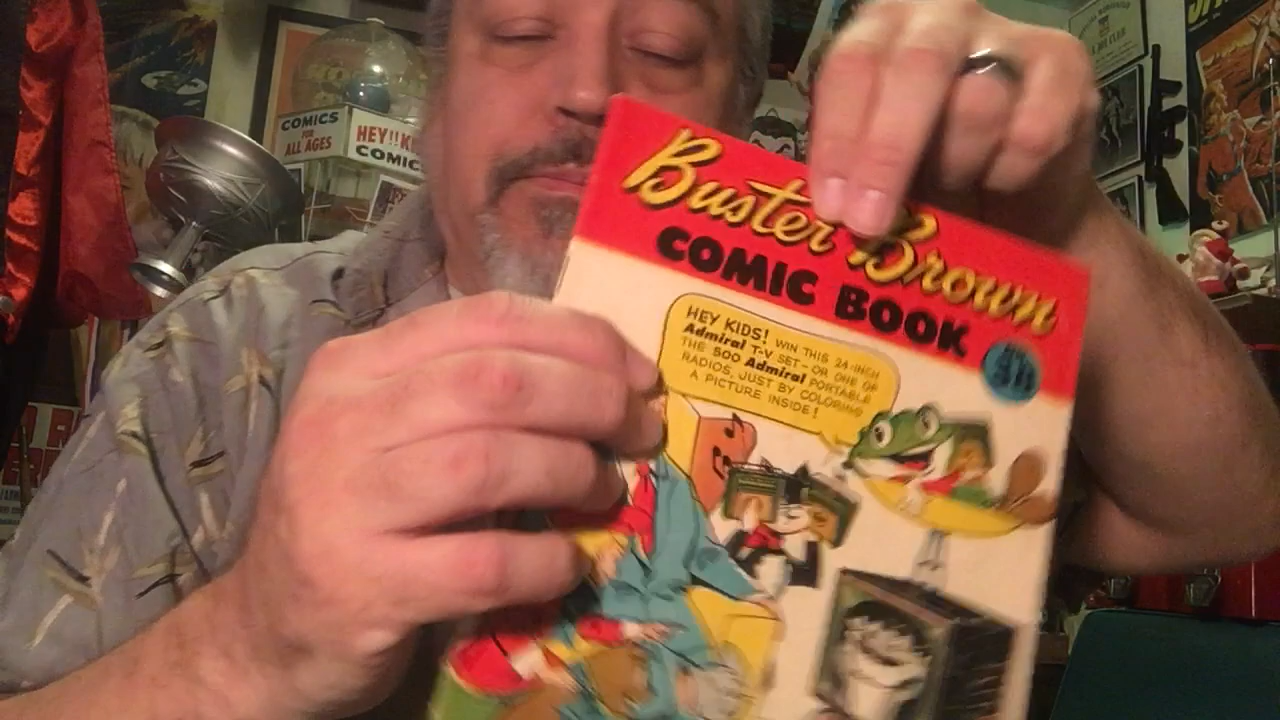 COMICS
FOR
ALL AGES
HEY!! KI
COMIC
Buster Brown
COMIC BOOK
HEY KIDS! WIN THIS 24-INCH
Admiral T-V SET - OR ONE OF
THE 500 Admiral PORTABLE
RADIOS, JUST BY COLORING
A PICTURE INSIDE!